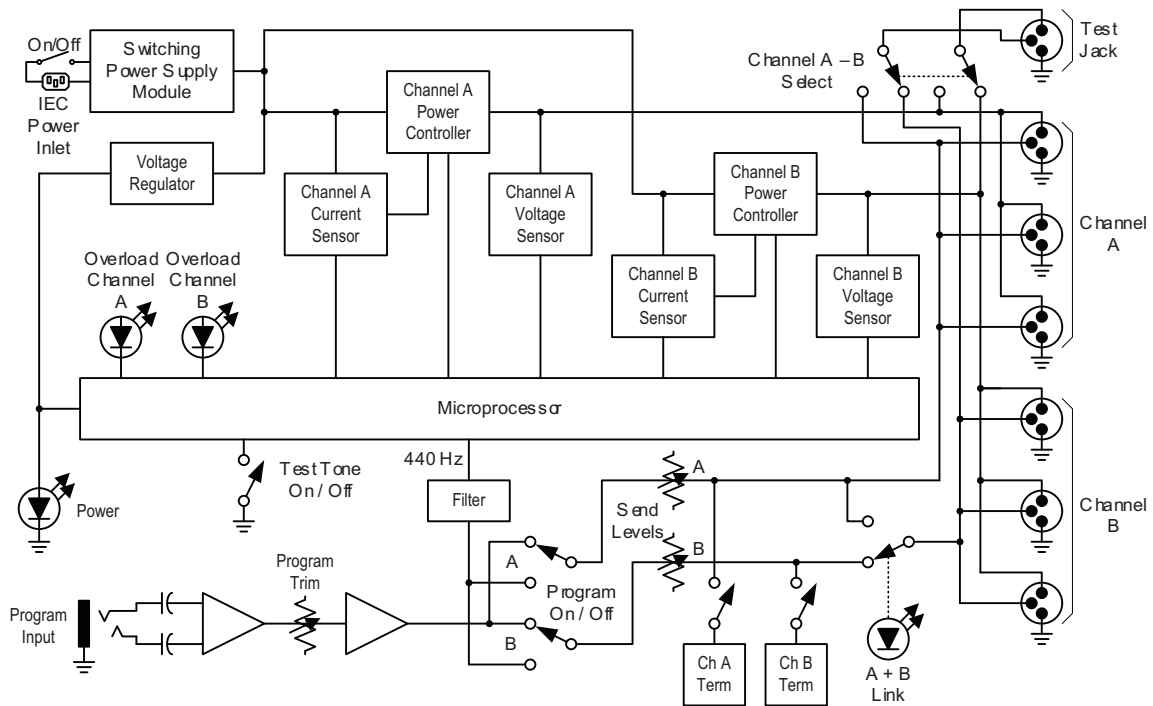 On/Off
Switching
Power Supply
Module
IEC
Power
Inlet
Voltage
Regulator
Channel A
Power
Controller
Channel A
Current
Sensor
Channel A
Voltage
Sensor
Channel A – B
Select
Channel B
Power
Controller
Channel B
Current
Sensor
Channel B
Voltage
Sensor
Test
Jack
Channel
A
Channel
B
Overload
Channel
A
Overload
Channel
B
Microprocessor
Power
Test Tone
On / Off
440 Hz
Filter
A
Send
Levels
B
Program
Input
Program
Trim
A
Program
On / Off
B
Ch A
Term
Ch B
Term
A + B
Link